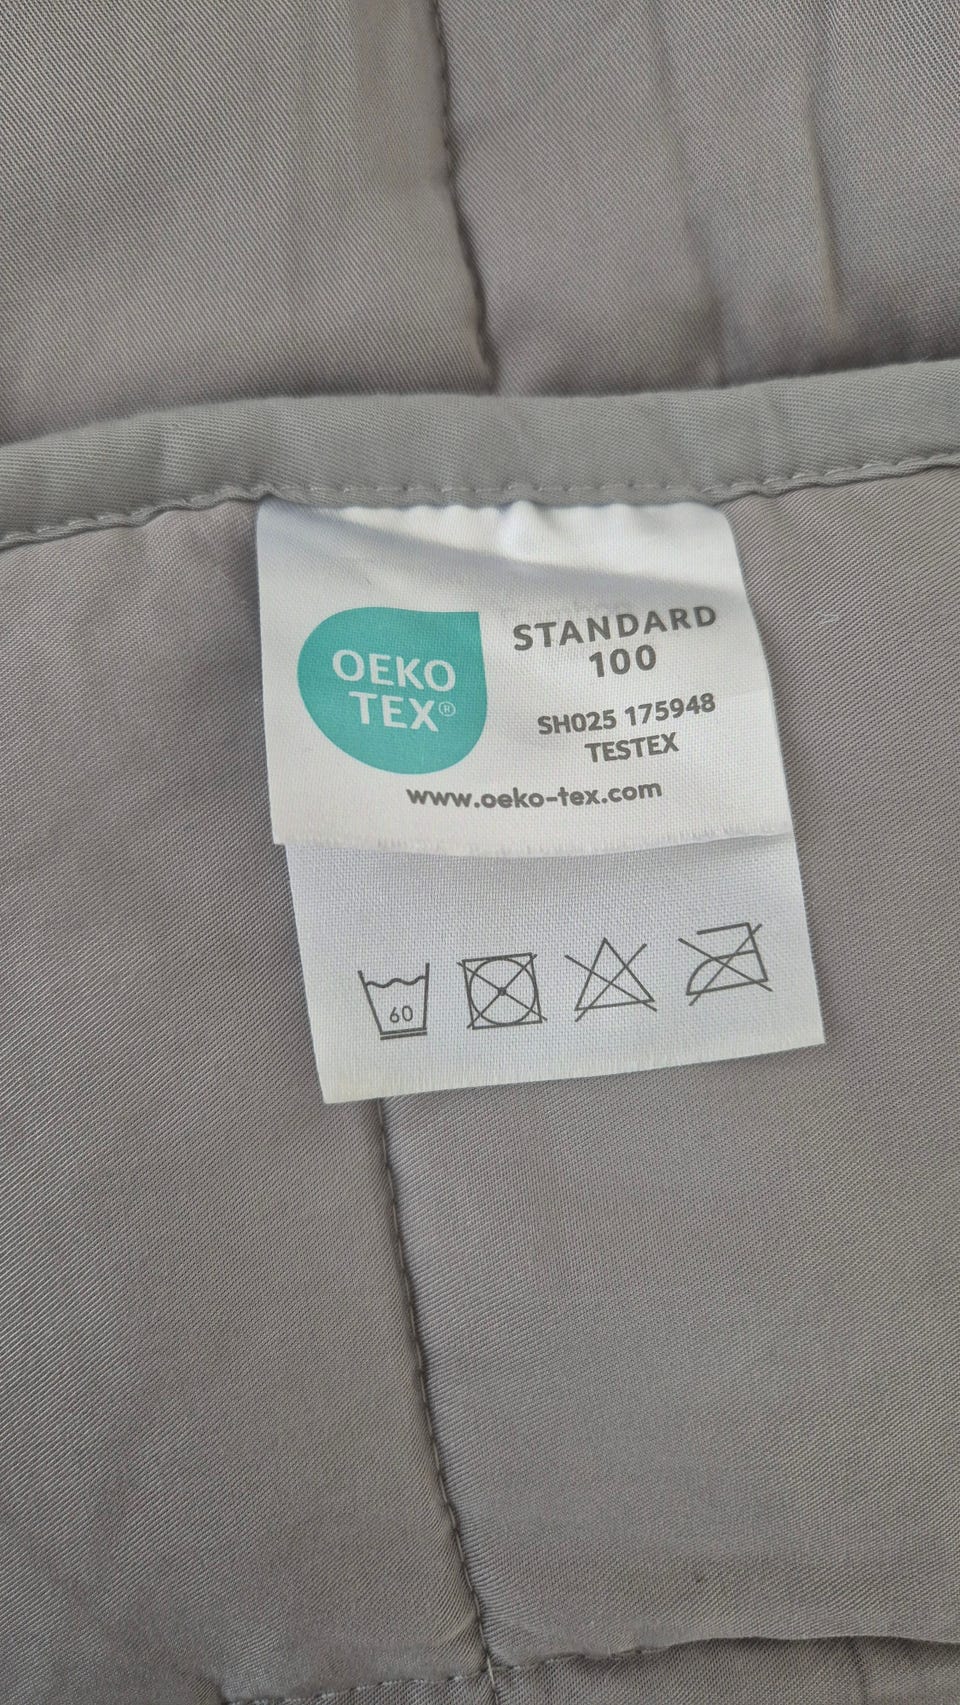 OEKO
TEX®
STANDARD
100
SH025 175948
TESTEX
www.oeko-tex.com
60